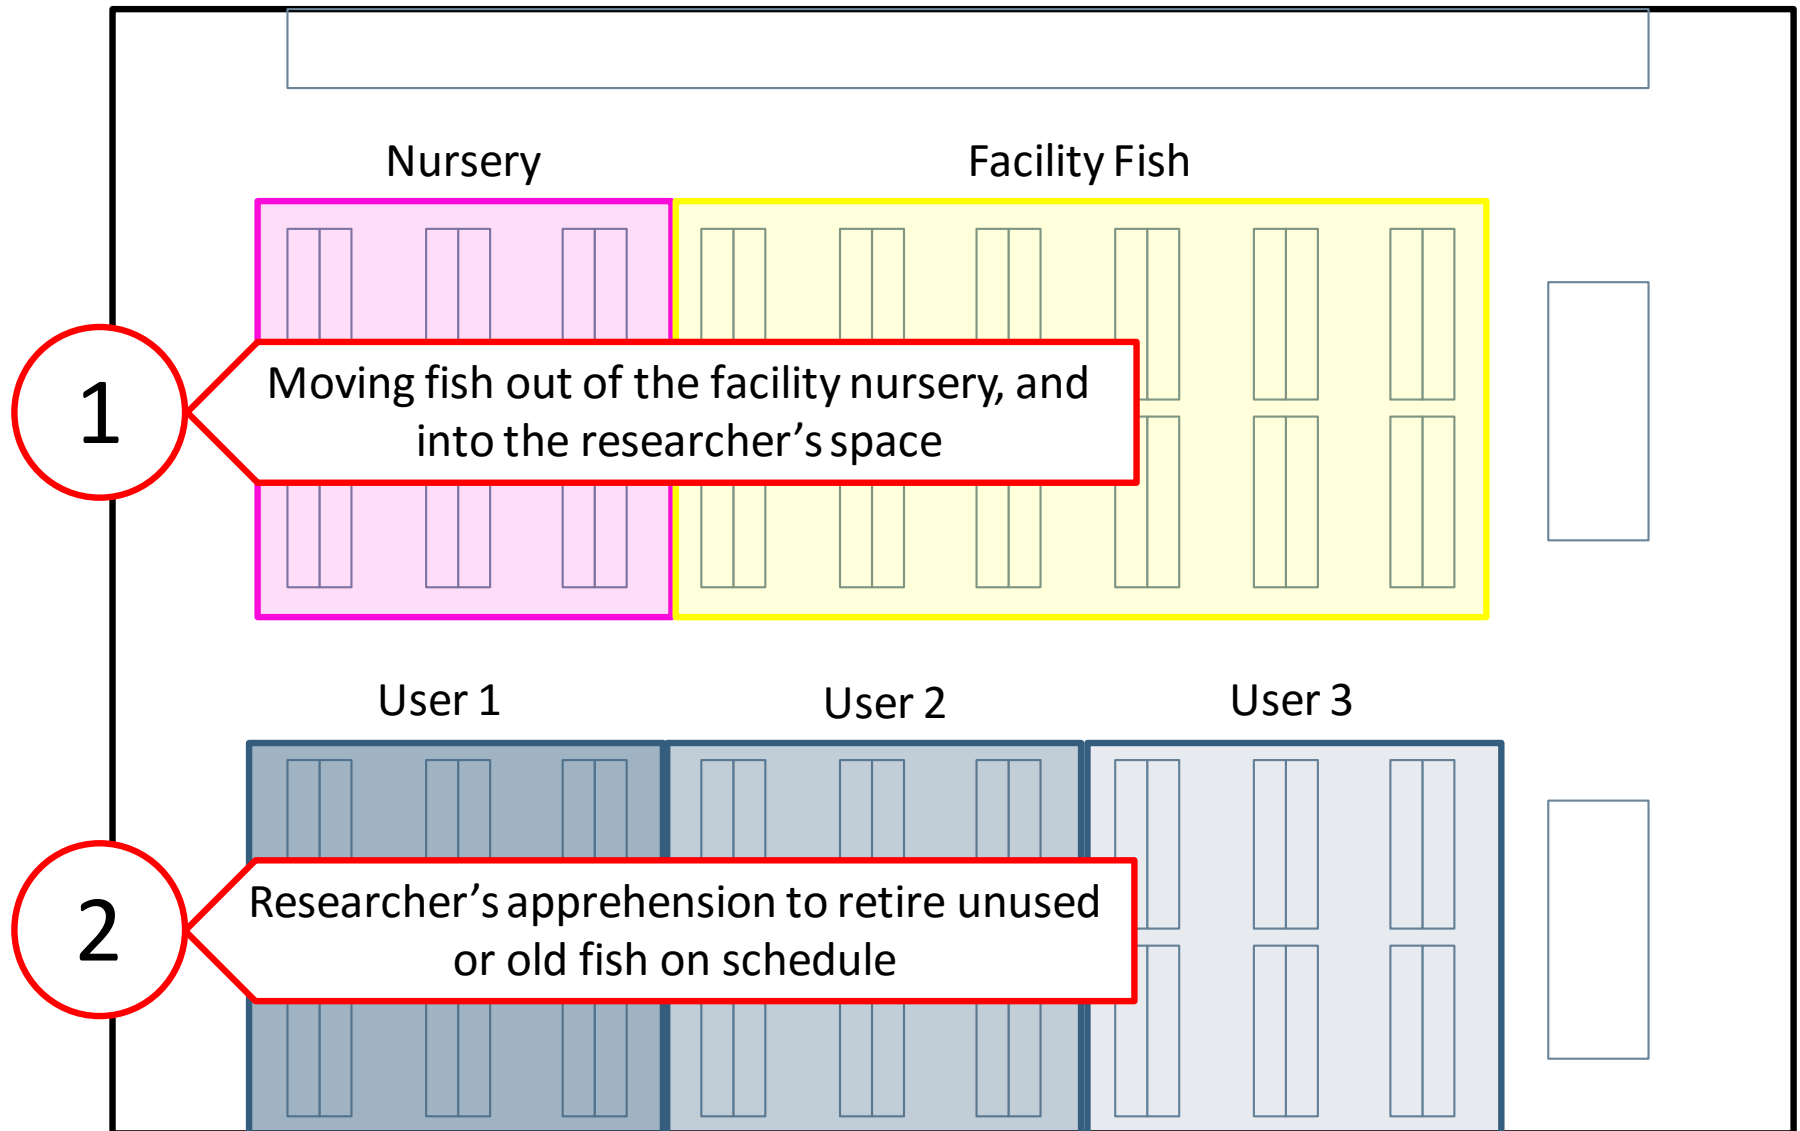 Nursery
Facility Fish
1
Moving fish out of the facility nursery, and
into the researcher’s space
User 1
User 2
User 3
2
Researcher’s apprehension to retire unused
or old fish on schedule